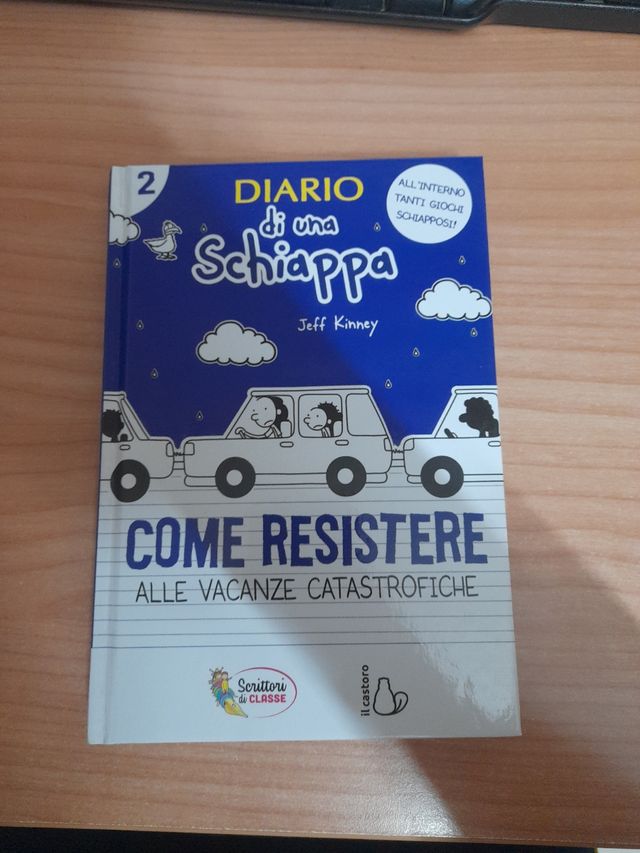 2
DIARIO
di una
Schiappa
ALL'INTERNO
TANTI GIOCHI
SCHIAPPOSI!
Jeff Kinney
COME RESISTERE
ALLE VACANZE CATASTROFICHE
Scrittori
di CLASSE
il castoro